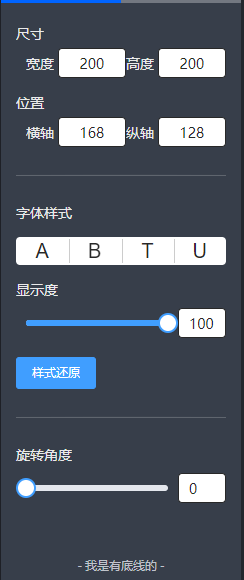 尺寸
宽度 200 高度 200
位置
横轴 168 纵轴 128
字体样式
A B T U
显示度
100
样式还原
旋转角度
0
- 我是有底线的 -